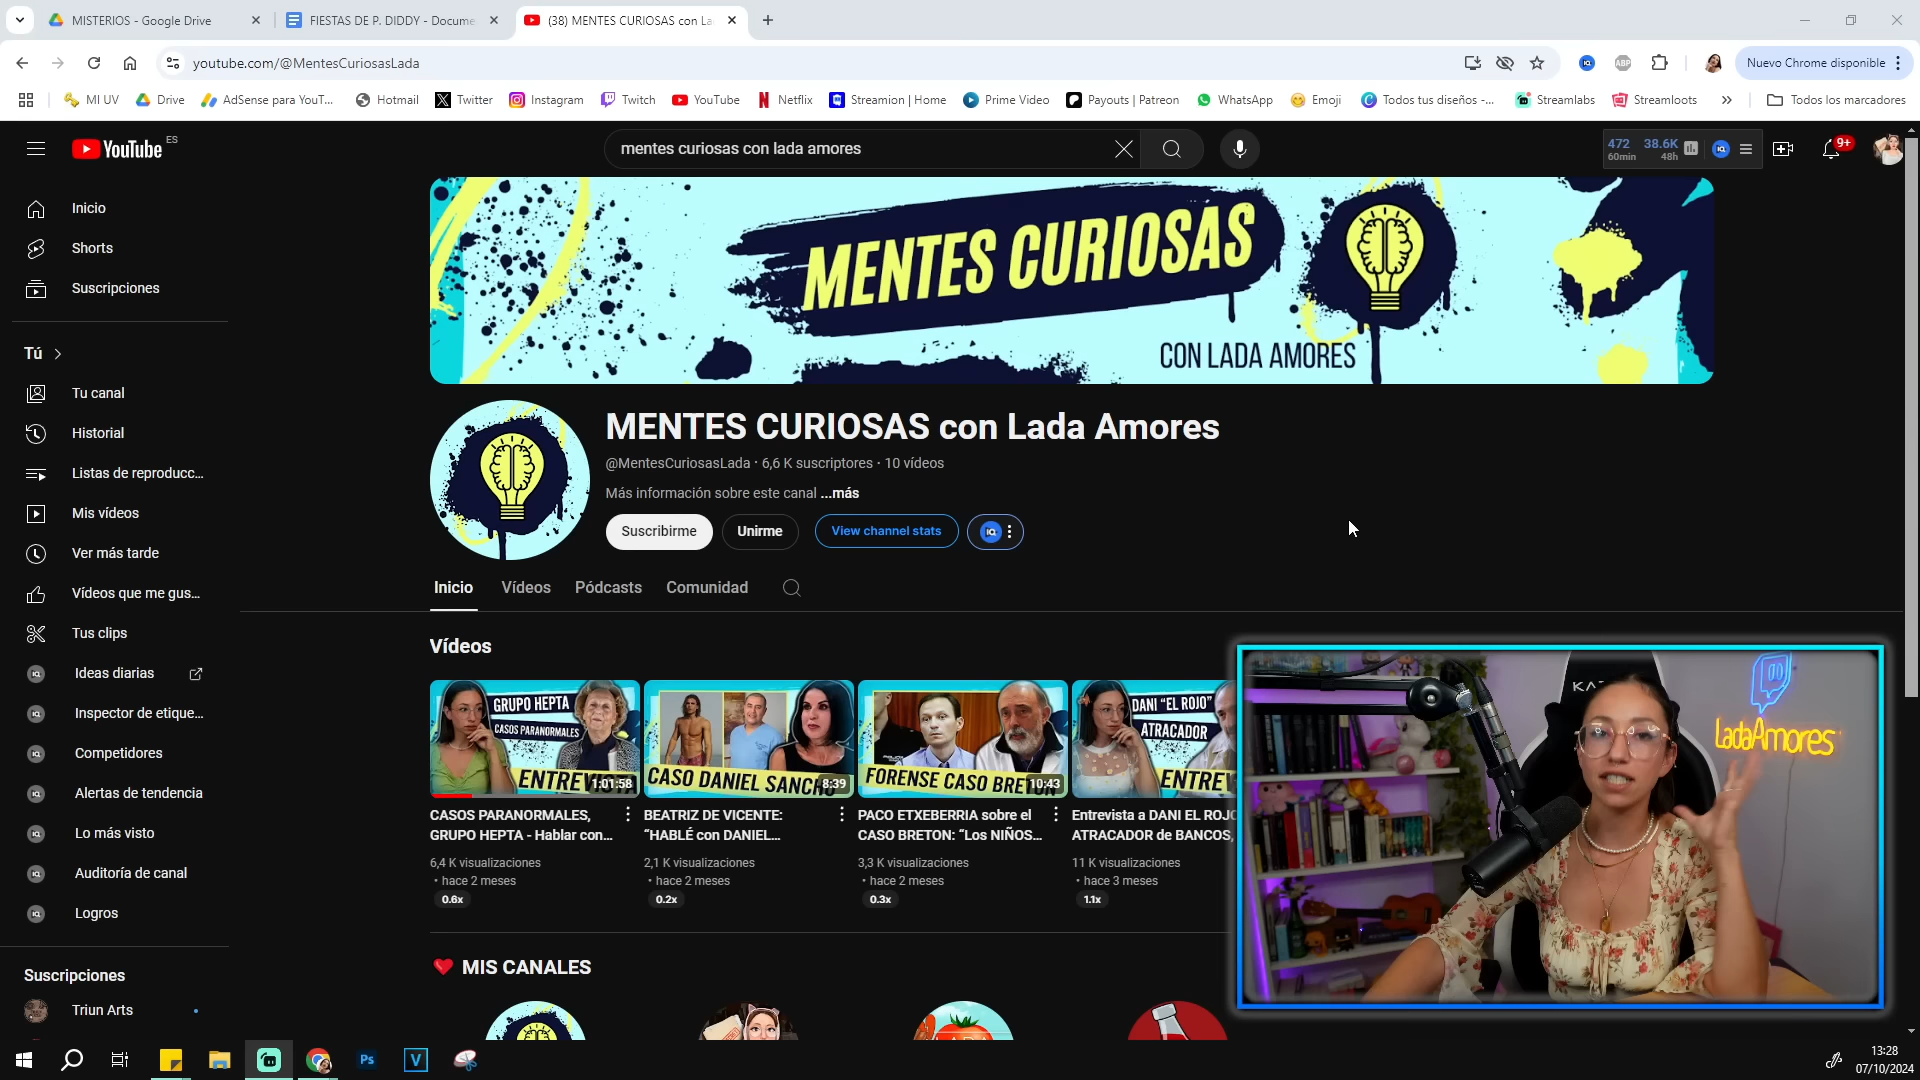 MISTERIOS - Google Drive
FIESTAS DE P. DIDDY - Docume
(38) MENTES CURIOSAS con La
youtube.com/@MentesCuriosasLada
Nuevo Chrome disponible
MI UV
Drive
AdSense para YouT...
Hotmail
Twitter
Instagram
Twitch
YouTube
Netflix
Streamion | Home
Prime Video
Payouts | Patreon
WhatsApp
Emoji
Todos tus diseños -...
Streamlabs
Streamloots
Todos los marcadores
YouTube ES
mentes curiosas con lada amores
472
60min
38.6K
48h
9+
Inicio
Shorts
Suscripciones
Tú
Tu canal
Historial
Listas de reproducc...
Mis vídeos
Ver más tarde
Vídeos que me gus...
Tus clips
Ideas diarias
Inspector de etique...
Competidores
Alertas de tendencia
Lo más visto
Auditoría de canal
Logros
Suscripciones
Triun Arts
MENTES CURIOSAS
CON LADA AMORES
MENTES CURIOSAS con Lada Amores
@MentesCuriosasLada · 6,6 K suscriptores · 10 vídeos
Más información sobre este canal ...más
Suscribirme
Unirme
View channel stats
Inicio
Vídeos
Pódcasts
Comunidad
Vídeos
GRUPO HEPTA
CASOS PARANORMALES
ENTREV
1:01:58
CASOS PARANORMALES,
GRUPO HEPTA - Hablar con...
6,4 K visualizaciones
• hace 2 meses
0.6x
CASO DANIEL SANCHO
8:39
BEATRIZ DE VICENTE:
“HABLÉ con DANIEL...
2,1 K visualizaciones
• hace 2 meses
0.2x
FORENSE CASO BRETON
10:43
PACO ETXEBERRIA sobre el
CASO BRETON: “Los NIÑOS...
3,3 K visualizaciones
• hace 2 meses
0.3x
DANI “EL ROJO”
ATRACADOR
ENTRE
Entrevista a DANI EL ROJO
ATRACADOR de BANCOS,
11 K visualizaciones
• hace 3 meses
1.1x
MIS CANALES
LadaAmores
13:28
07/10/2024